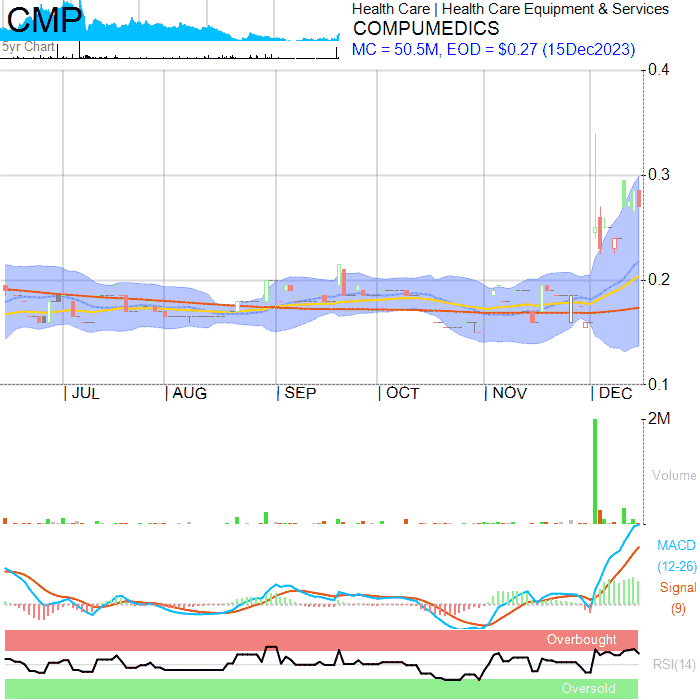 CMP
Health Care | Health Care Equipment & Services
COMPUMEDICS
MC = 50.5M, EOD = $0.27 (15Dec2023)
5yr Chart
0.4
0.3
0.2
0.1
JUL
AUG
SEP
OCT
NOV
DEC
2M
Volume
MACD
(12-26)
Signal
(9)
Overbought
RSI(14)
Oversold